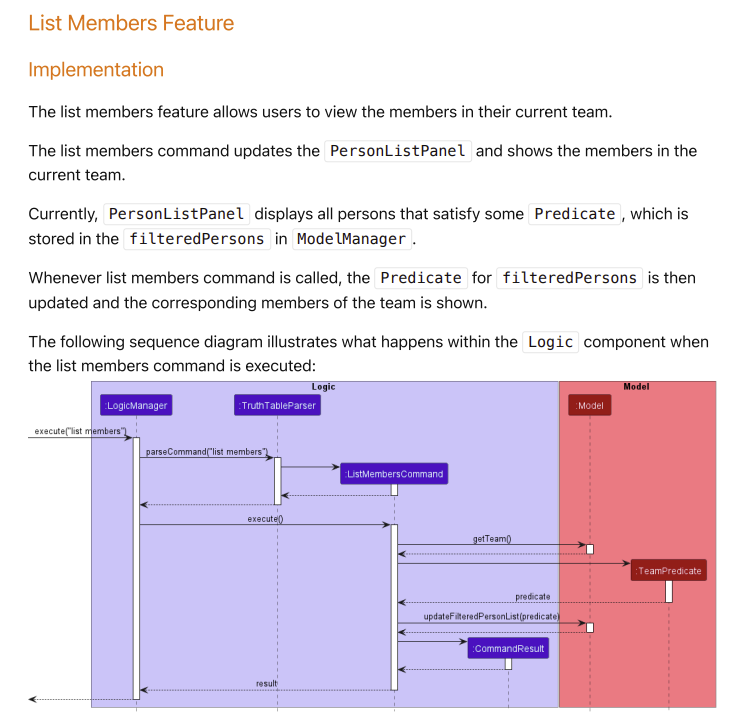 List Members Feature
Implementation
The list members feature allows users to view the members in their current team.
The list members command updates the PersonListPanel and shows the members in the
current team.
Currently, PersonListPanel displays all persons that satisfy some Predicate, which is
stored in the filteredPersons in ModelManager.
Whenever list members command is called, the Predicate for filteredPersons is then
updated and the corresponding members of the team is shown.
The following sequence diagram illustrates what happens within the Logic component when
the list members command is executed:
Logic
Model
:LogicManager
:TruthTableParser
:Model
execute("list members")
parseCommand("list members")
:ListMembersCommand
execute()
getTeam()
:TeamPredicate
predicate
updateFilteredPersonList(predicate)
:CommandResult
result